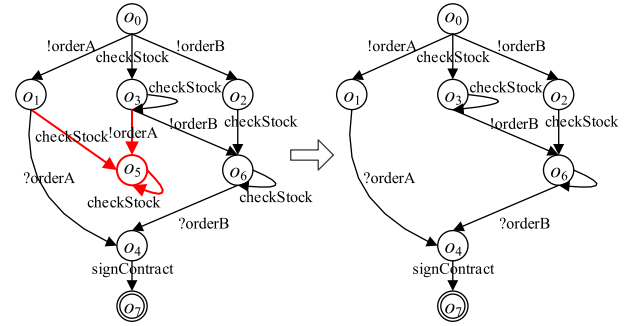 o0
!orderA
!orderB
checkStock
o1
o3
checkStock
o2
checkStock
!orderA
!orderB
checkStock
o5
o6
?orderA
checkStock
checkStock
?orderB
o4
signContract
o7
o0
!orderA
!orderB
checkStock
o1
o3
checkStock
o2
!orderB
checkStock
o6
?orderA
?orderB
o4
signContract
o7